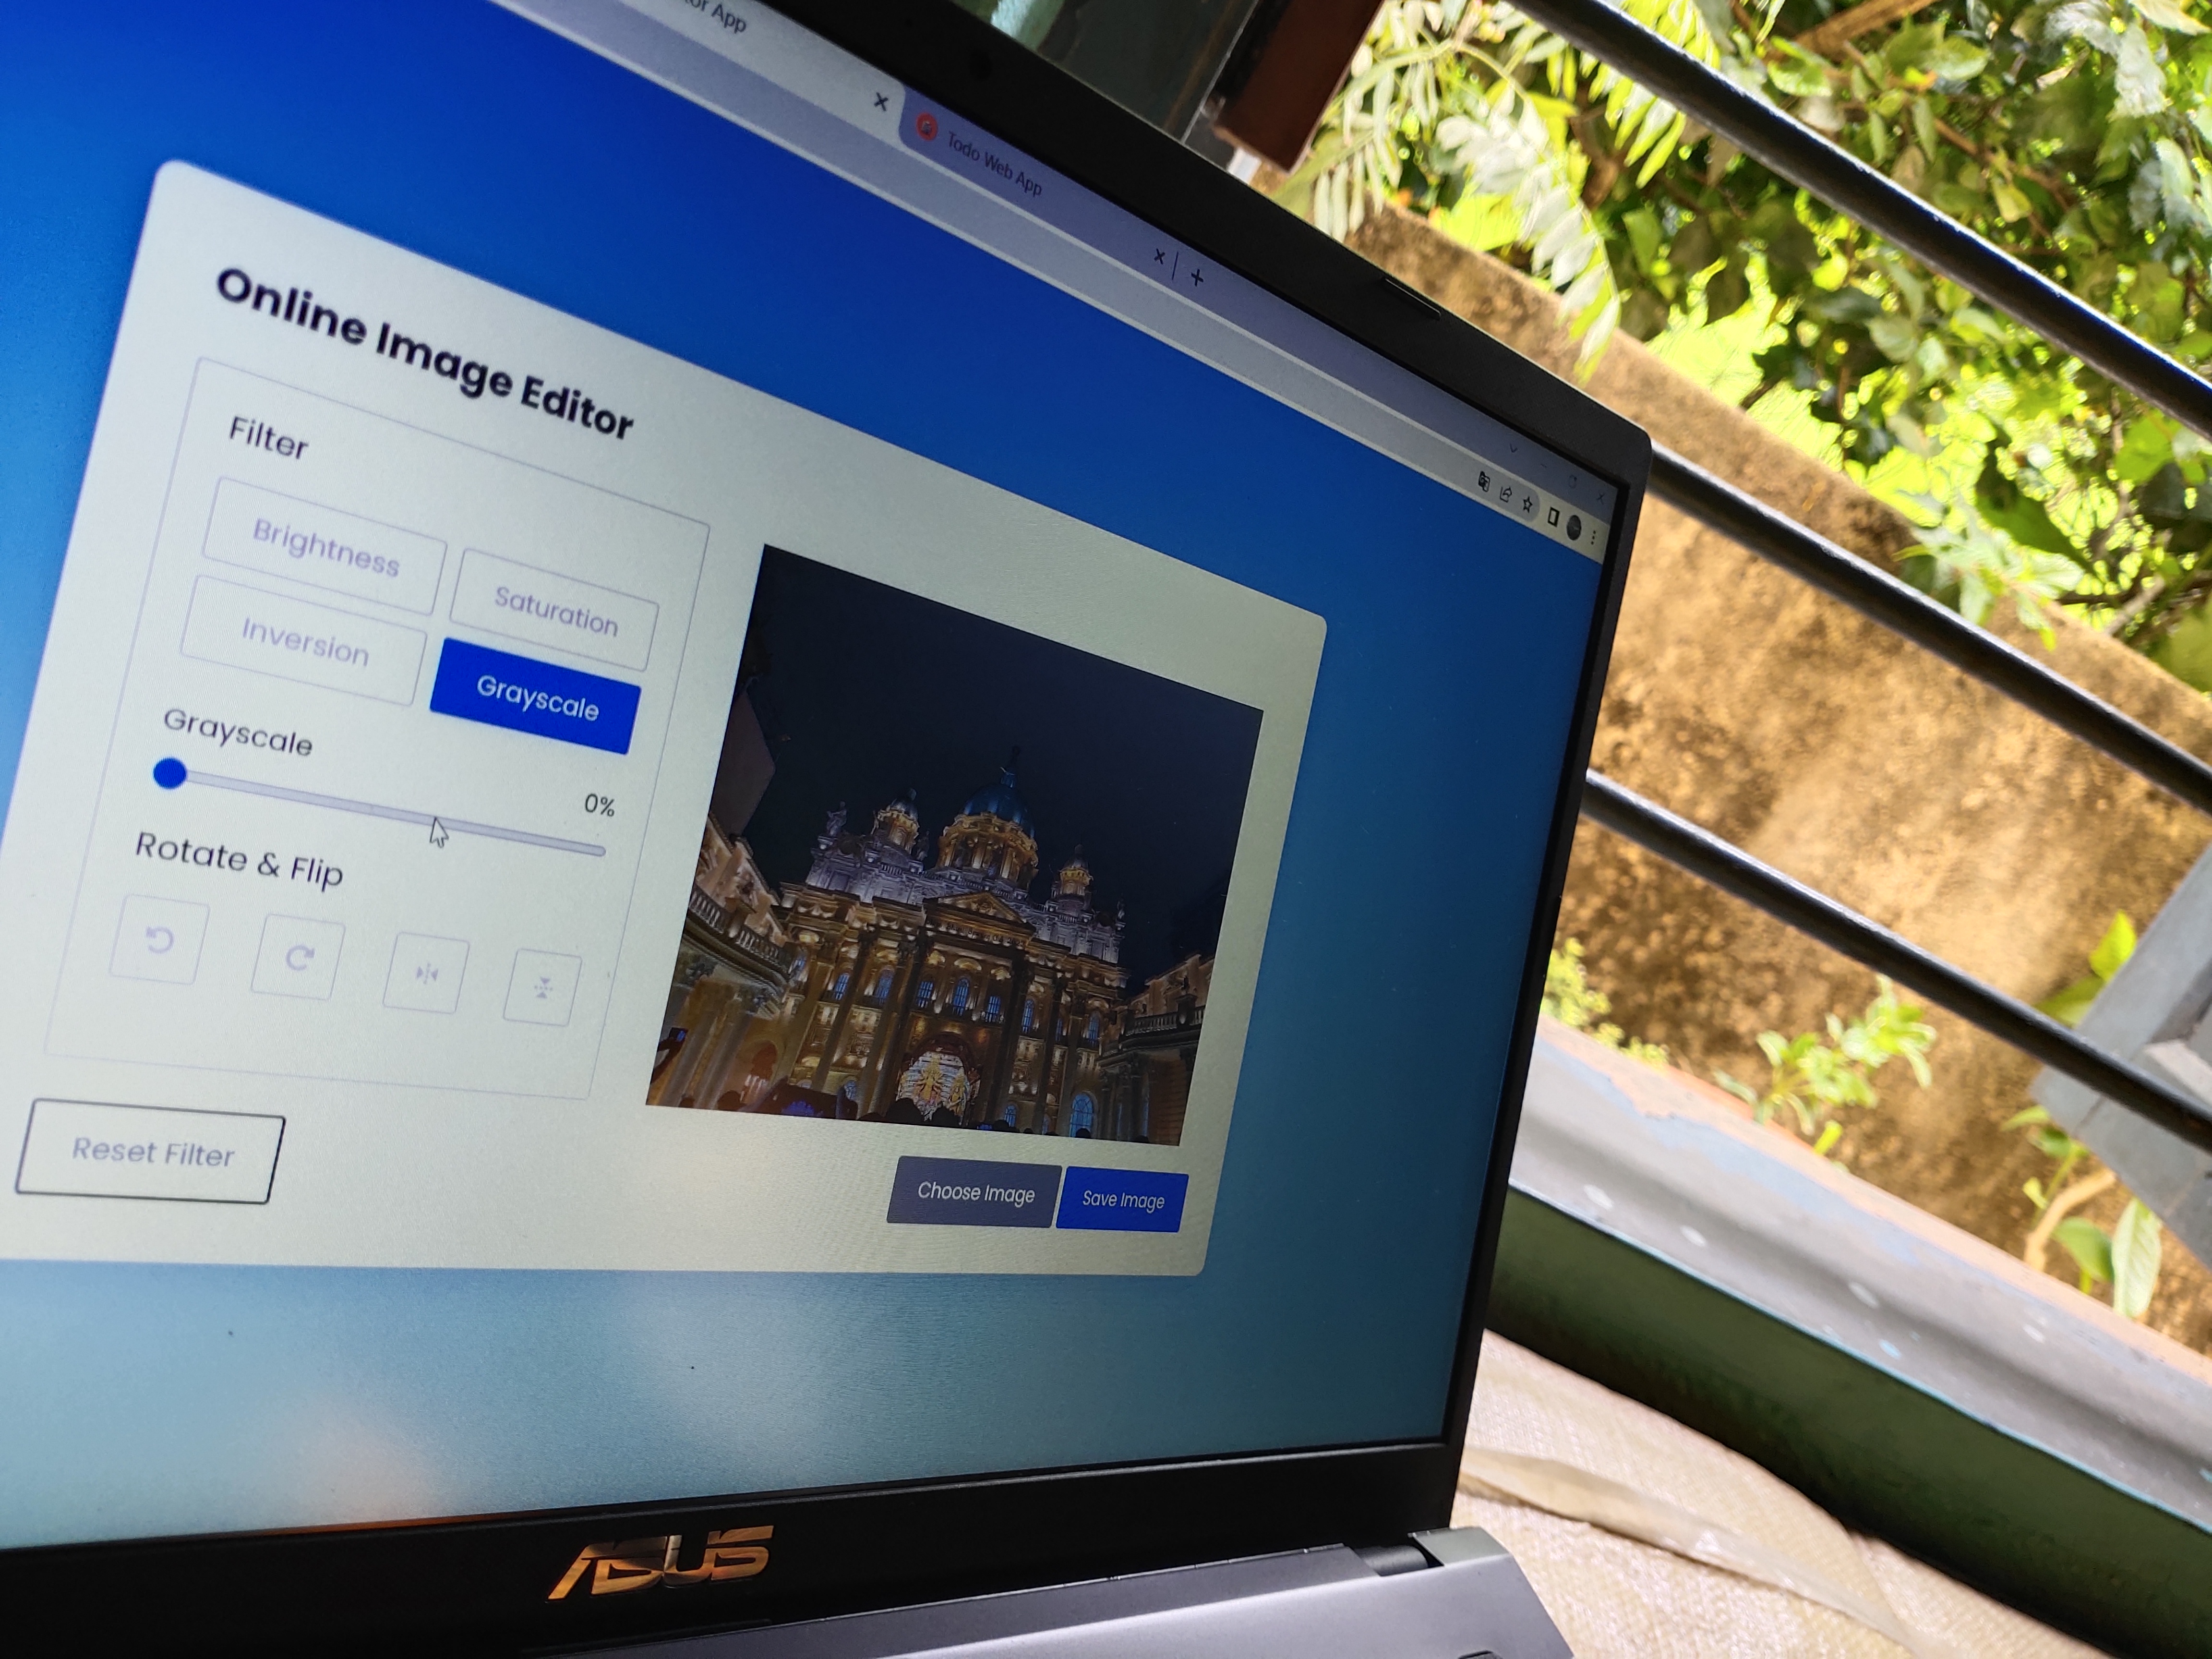 or App
Todo Web App
Online Image Editor
Filter
Brightness
Saturation
Inversion
Grayscale
Grayscale
0%
Rotate & Flip
Reset Filter
Choose Image
Save Image
ASUS